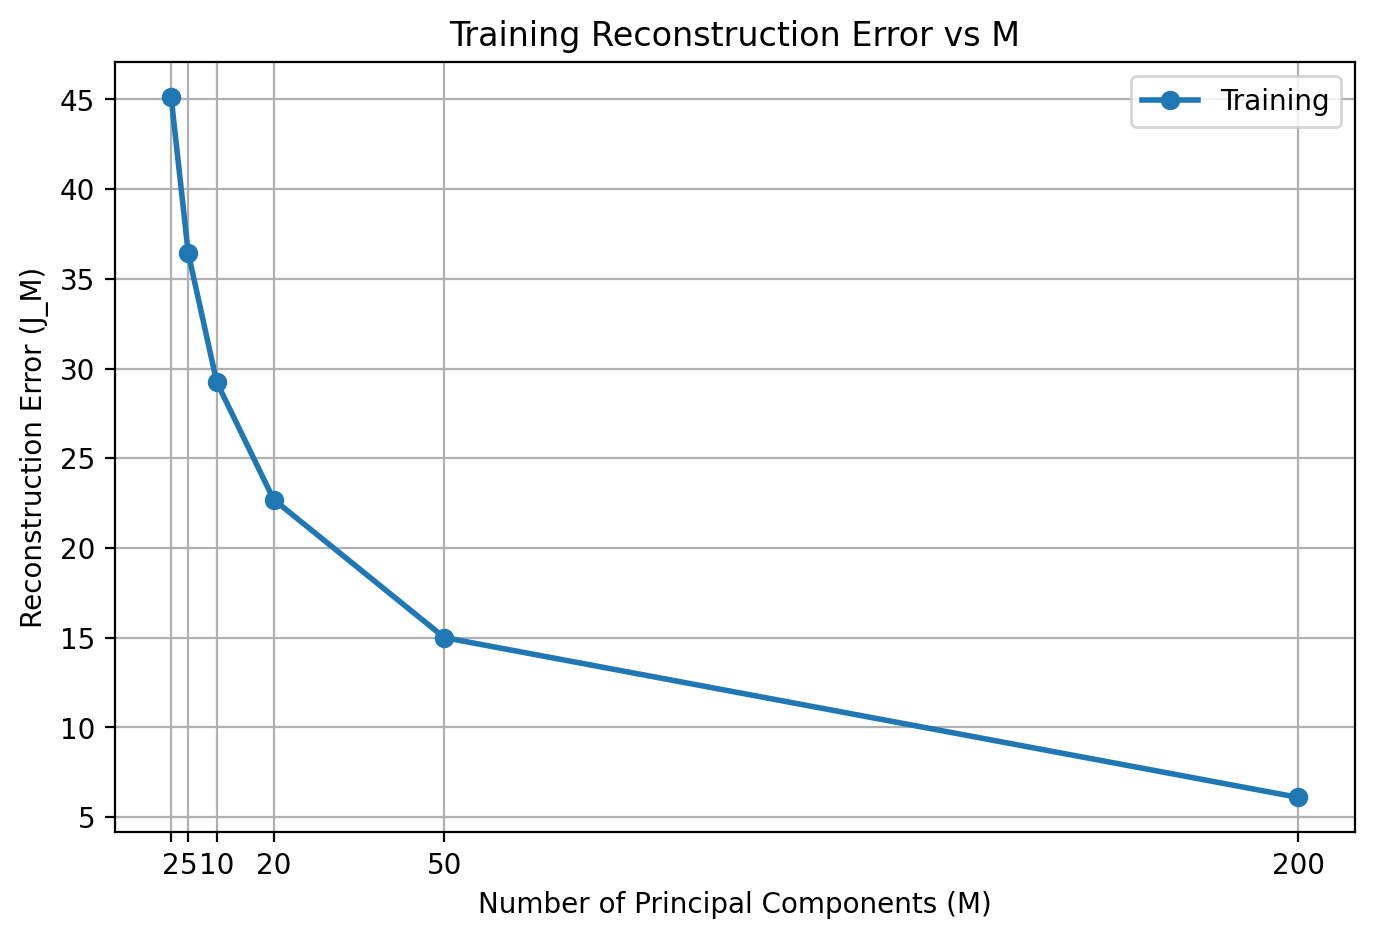 Training Reconstruction Error vs M
Training
Reconstruction Error (J_M)
45
40
35
30
25
20
15
10
5
2 5 10 20 50 200
Number of Principal Components (M)